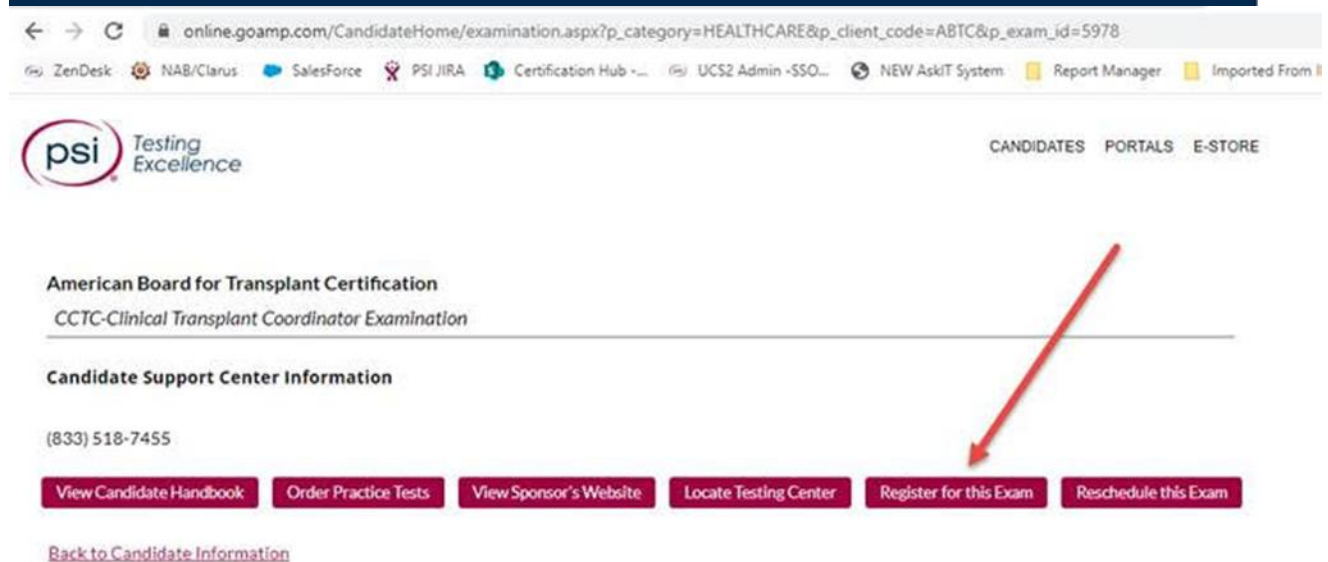 online.goamp.com/CandidateHome/examination.aspx?p_category=HEALTHCARE&p_client_code=ABTC&p_exam_id=5978
ZenDesk NAB/Clarus SalesForce PSI JIRA Certification Hub -... UCS2 Admin -SSO... NEW AskIT System Report Manager Imported From
psi Testing Excellence
CANDIDATES PORTALS E-STORE
American Board for Transplant Certification
CCTC-Clinical Transplant Coordinator Examination
Candidate Support Center Information
(833) 518-7455
View Candidate Handbook Order Practice Tests View Sponsor's Website Locate Testing Center Register for this Exam Reschedule this Exam
Back to Candidate Information